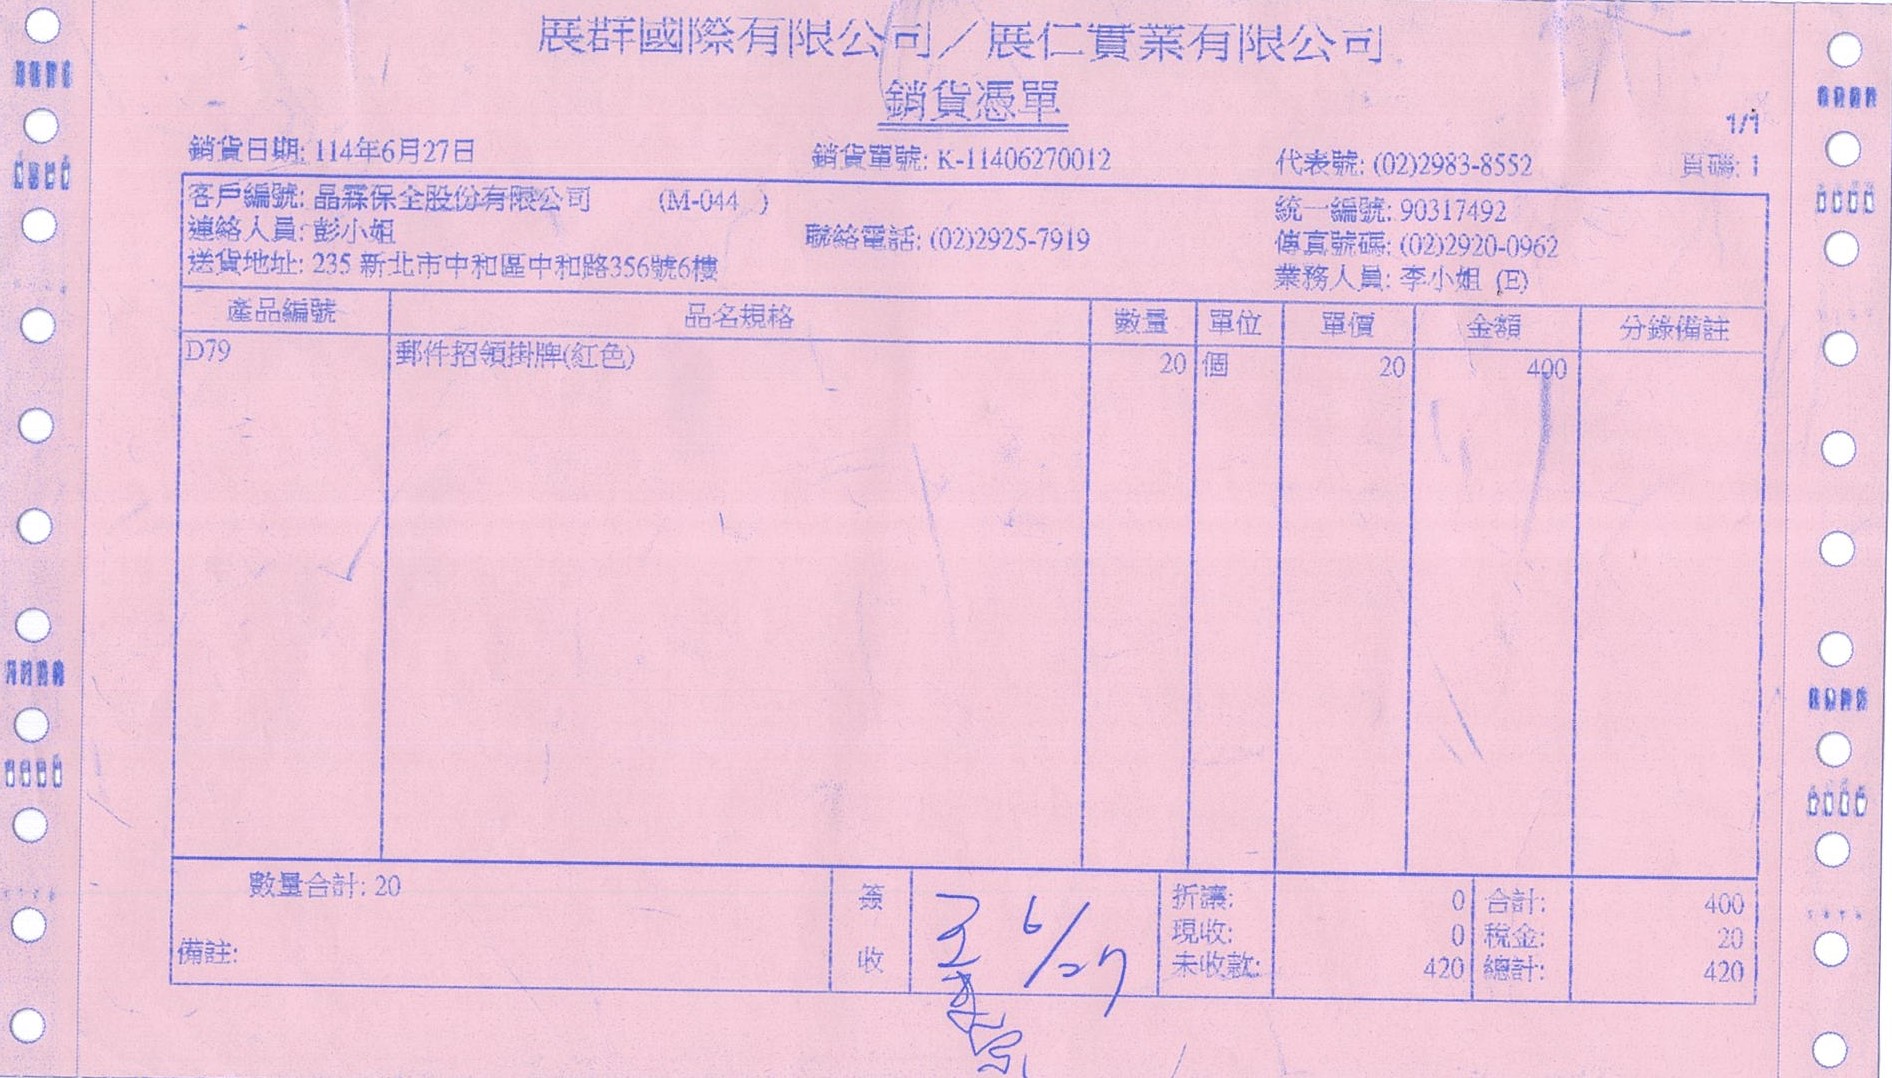 展群國際有限公司／展仁實業有限公司
銷貨憑單
1/1
銷貨日期: 114年6月27日 銷貨單號: K-11406270012 代表號: (02)2983-8552 頁碼: 1
客戶編號: 晶霖保全股份有限公司 (M-044 ) 統一編號: 90317492
連絡人員: 彭小姐 聯絡電話: (02)2925-7919 傳真號碼: (02)2920-0962
送貨地址: 235 新北市中和區中和路356號6樓 業務人員: 李小姐 (E)
產品編號 品名規格 數量 單位 單價 金額 分錄備註
D79 郵件招領掛牌(紅色) 20 個 20 400
數量合計: 20 簽 折讓: 0 合計: 400
6/27 現收: 0 稅金: 20
備註: 收 未收款: 420 總計: 420